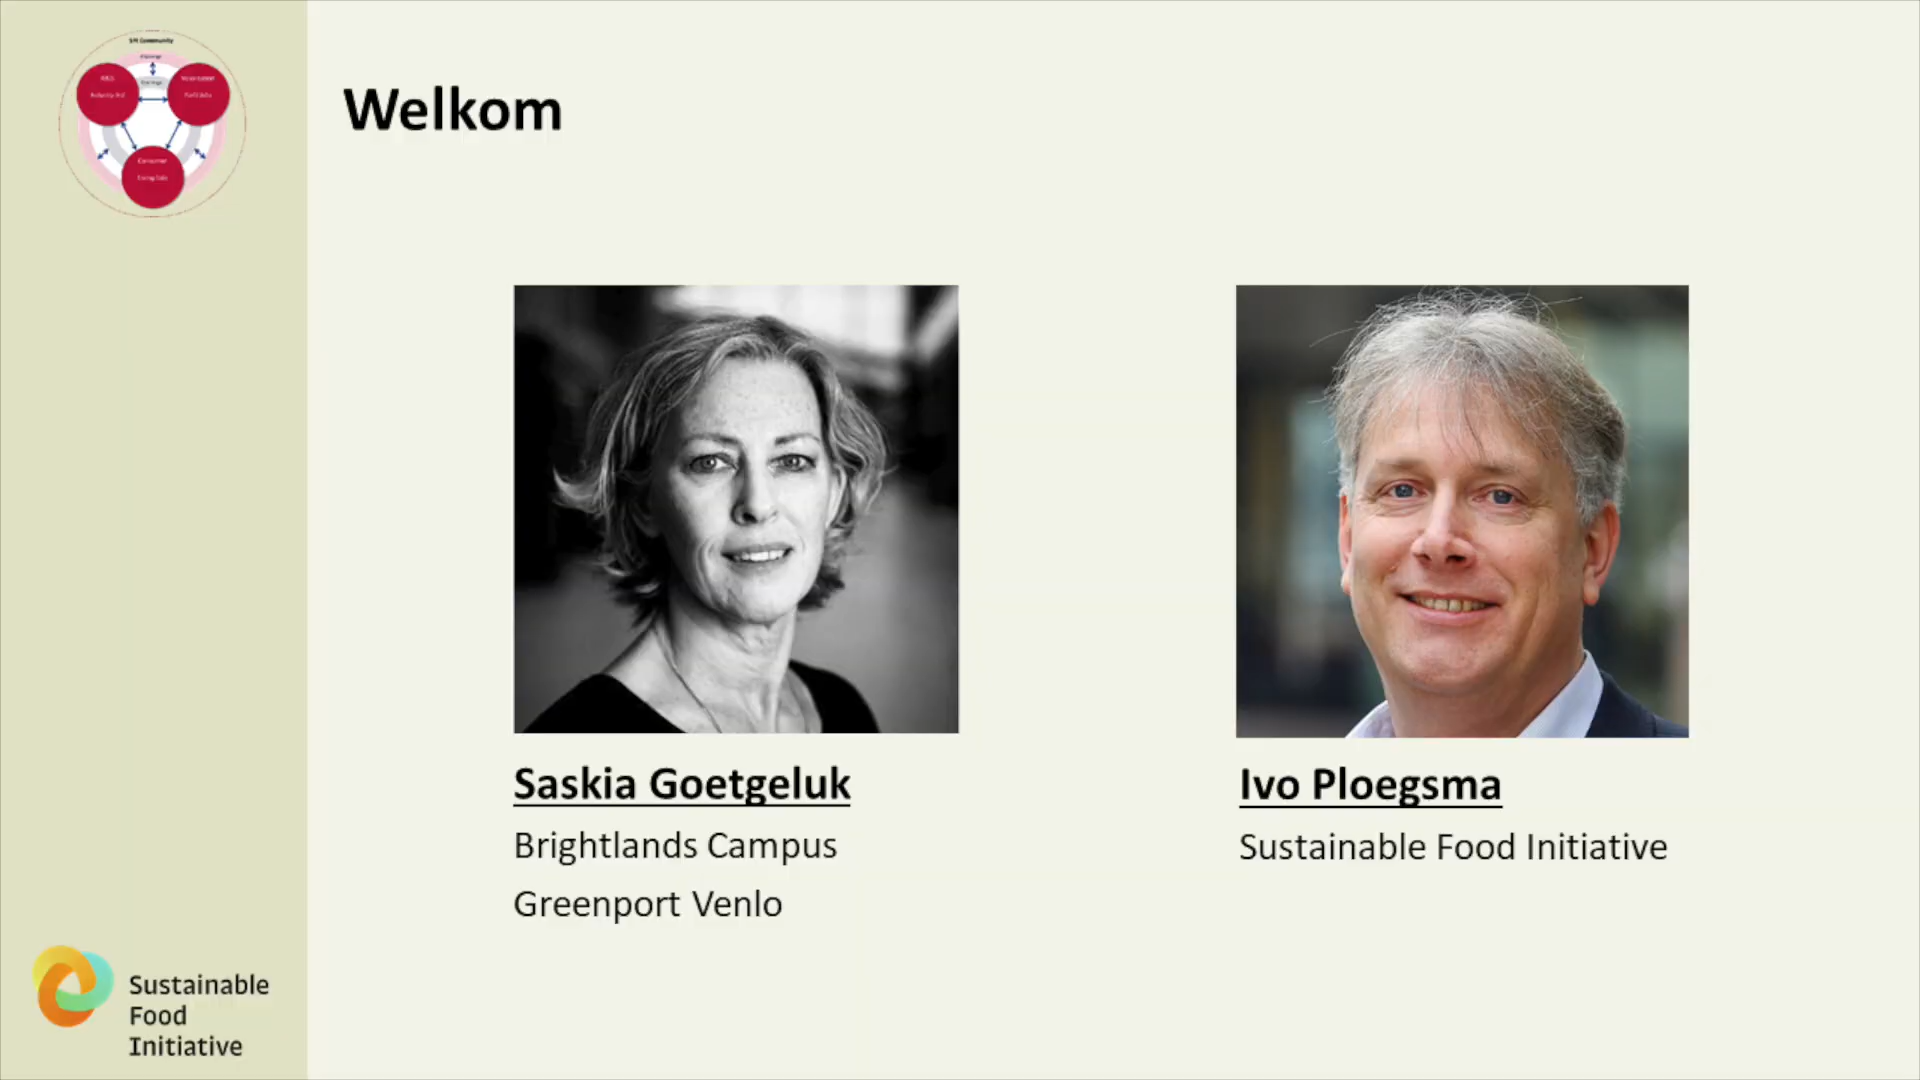 Welkom
Saskia Goetgeluk
Brightlands Campus
Greenport Venlo
Ivo Ploegsma
Sustainable Food Initiative
Sustainable
Food
Initiative